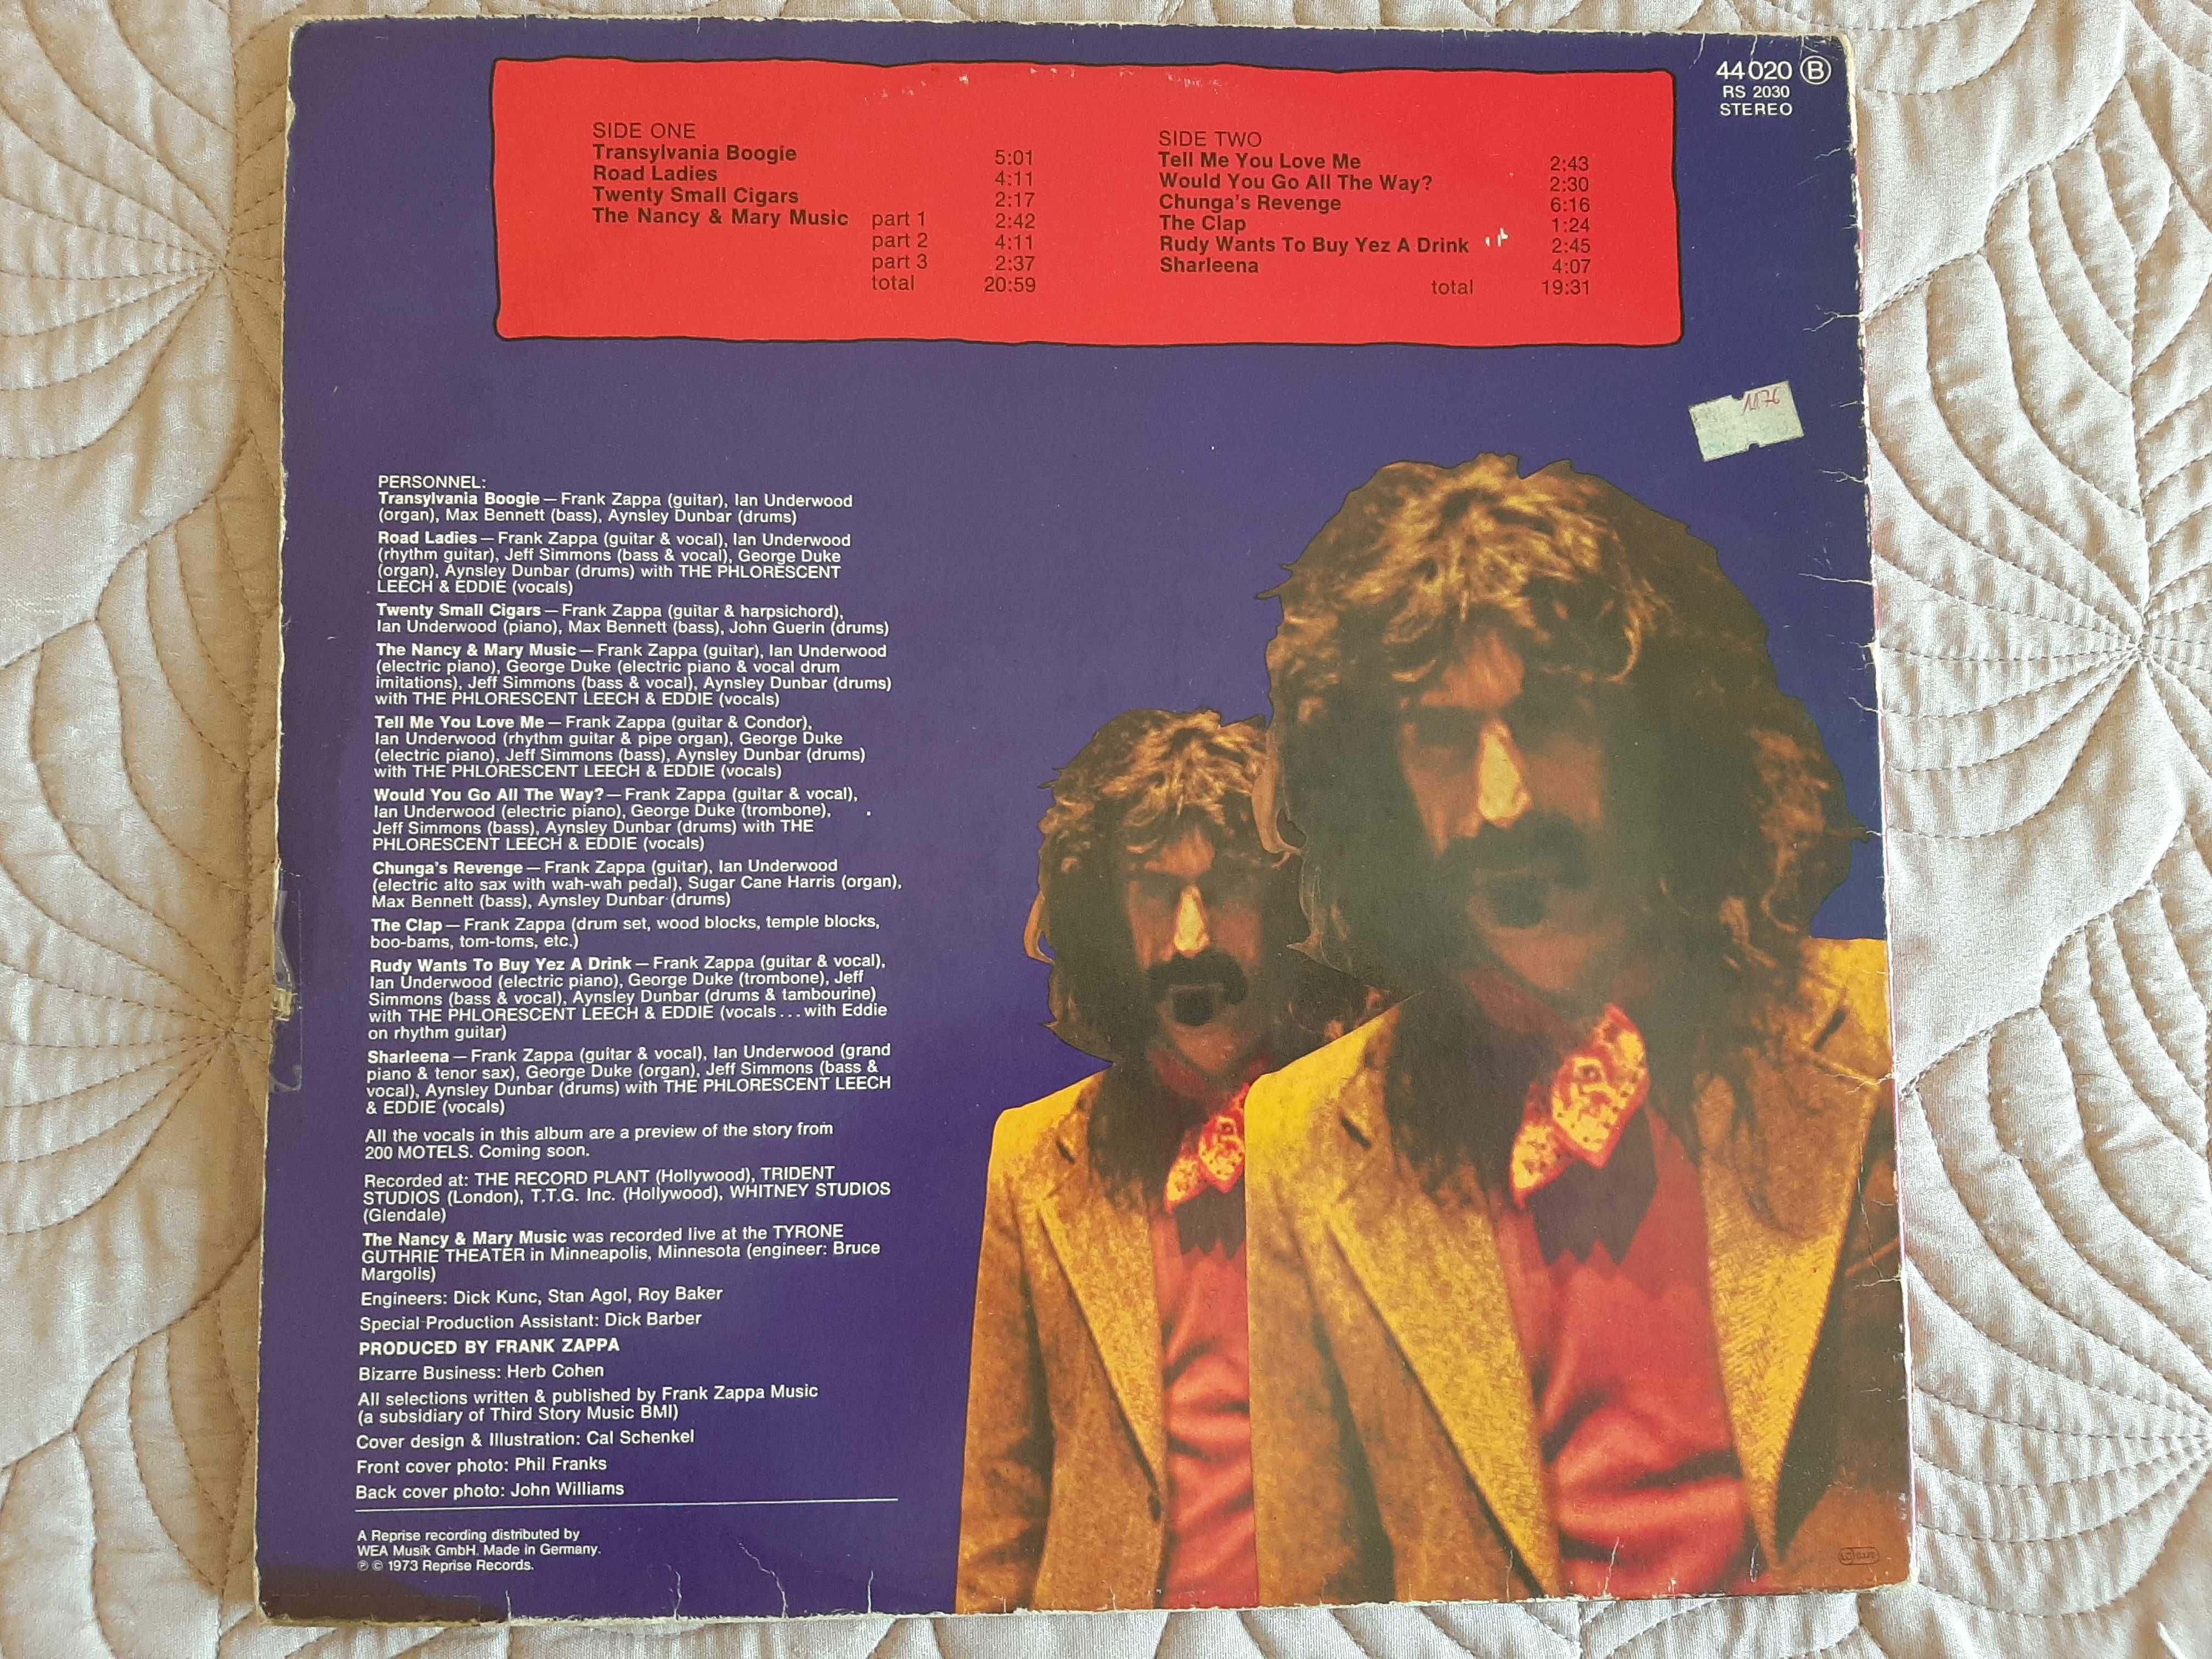 44 020 B
RS 2030
STEREO
SIDE ONE
Transylvania Boogie 5:01
Road Ladies 4:11
Twenty Small Cigars 2:17
The Nancy & Mary Music part 1 2:42
part 2 4:11
part 3 2:37
total 20:59
SIDE TWO
Tell Me You Love Me 2:43
Would You Go All The Way? 2:30
Chunga's Revenge 6:16
The Clap 1:24
Rudy Wants To Buy Yez A Drink 2:45
Sharleena 4:07
total 19:31
PERSONNEL:
Transylvania Boogie — Frank Zappa (guitar), Ian Underwood
(organ), Max Bennett (bass), Aynsley Dunbar (drums)
Road Ladies — Frank Zappa (guitar & vocal), Ian Underwood
(rhythm guitar), Jeff Simmons (bass & vocal), George Duke
(organ), Aynsley Dunbar (drums) with THE PHLORESCENT
LEECH & EDDIE (vocals)
Twenty Small Cigars — Frank Zappa (guitar & harpsichord),
Ian Underwood (piano), Max Bennett (bass), John Guerin (drums)
The Nancy & Mary Music — Frank Zappa (guitar), Ian Underwood
(electric piano), George Duke (electric piano & vocal drum
imitations), Jeff Simmons (bass & vocal), Aynsley Dunbar (drums)
with THE PHLORESCENT LEECH & EDDIE (vocals)
Tell Me You Love Me — Frank Zappa (guitar & Condor),
Ian Underwood (rhythm guitar & pipe organ), George Duke
(electric piano), Jeff Simmons (bass), Aynsley Dunbar (drums)
with THE PHLORESCENT LEECH & EDDIE (vocals)
Would You Go All The Way? — Frank Zappa (guitar & vocal),
Ian Underwood (electric piano), George Duke (trombone),
Jeff Simmons (bass), Aynsley Dunbar (drums) with THE
PHLORESCENT LEECH & EDDIE (vocals)
Chunga's Revenge — Frank Zappa (guitar), Ian Underwood
(electric alto sax with wah-wah pedal), Sugar Cane Harris (organ),
Max Bennett (bass), Aynsley Dunbar (drums)
The Clap — Frank Zappa (drum set, wood blocks, temple blocks,
boo-bams, tom-toms, etc.)
Rudy Wants To Buy Yez A Drink — Frank Zappa (guitar & vocal),
Ian Underwood (electric piano), George Duke (trombone), Jeff
Simmons (bass & vocal), Aynsley Dunbar (drums & tambourine)
with THE PHLORESCENT LEECH & EDDIE (vocals . . . with Eddie
on rhythm guitar)
Sharleena — Frank Zappa (guitar & vocal), Ian Underwood (grand
piano & tenor sax), George Duke (organ), Jeff Simmons (bass &
vocal), Aynsley Dunbar (drums) with THE PHLORESCENT LEECH
& EDDIE (vocals)
All the vocals in this album are a preview of the story from
200 MOTELS. Coming soon.
Recorded at: THE RECORD PLANT (Hollywood), TRIDENT
STUDIOS (London), T.T.G. Inc. (Hollywood), WHITNEY STUDIOS
(Glendale)
The Nancy & Mary Music was recorded live at the TYRONE
GUTHRIE THEATER in Minneapolis, Minnesota (engineer: Bruce
Margolis)
Engineers: Dick Kunc, Stan Agol, Roy Baker
Special Production Assistant: Dick Barber
PRODUCED BY FRANK ZAPPA
Bizarre Business: Herb Cohen
All selections written & published by Frank Zappa Music
(a subsidiary of Third Story Music BMI)
Cover design & Illustration: Cal Schenkel
Front cover photo: Phil Franks
Back cover photo: John Williams
A Reprise recording distributed by
WEA Musik GmbH. Made in Germany.
℗ © 1973 Reprise Records.